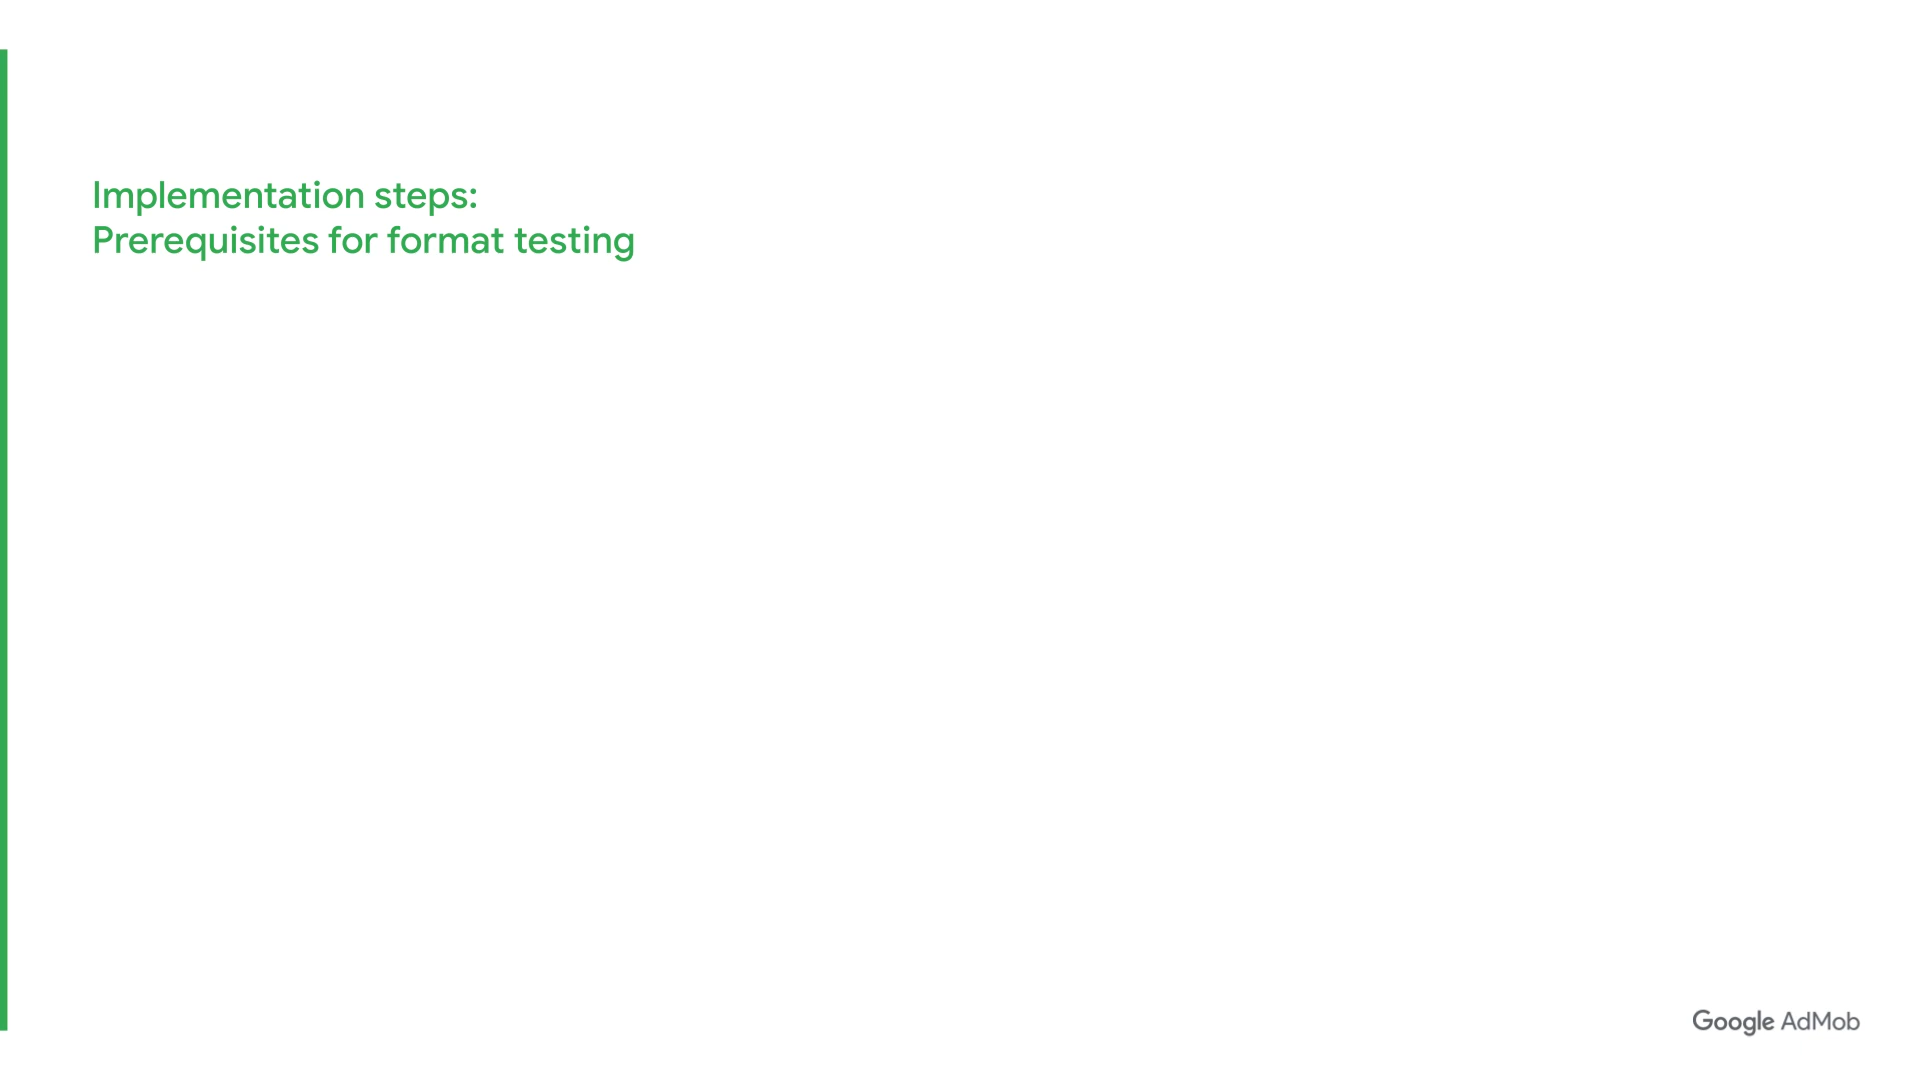 Implementation steps:
Prerequisites for format testing
Google AdMob